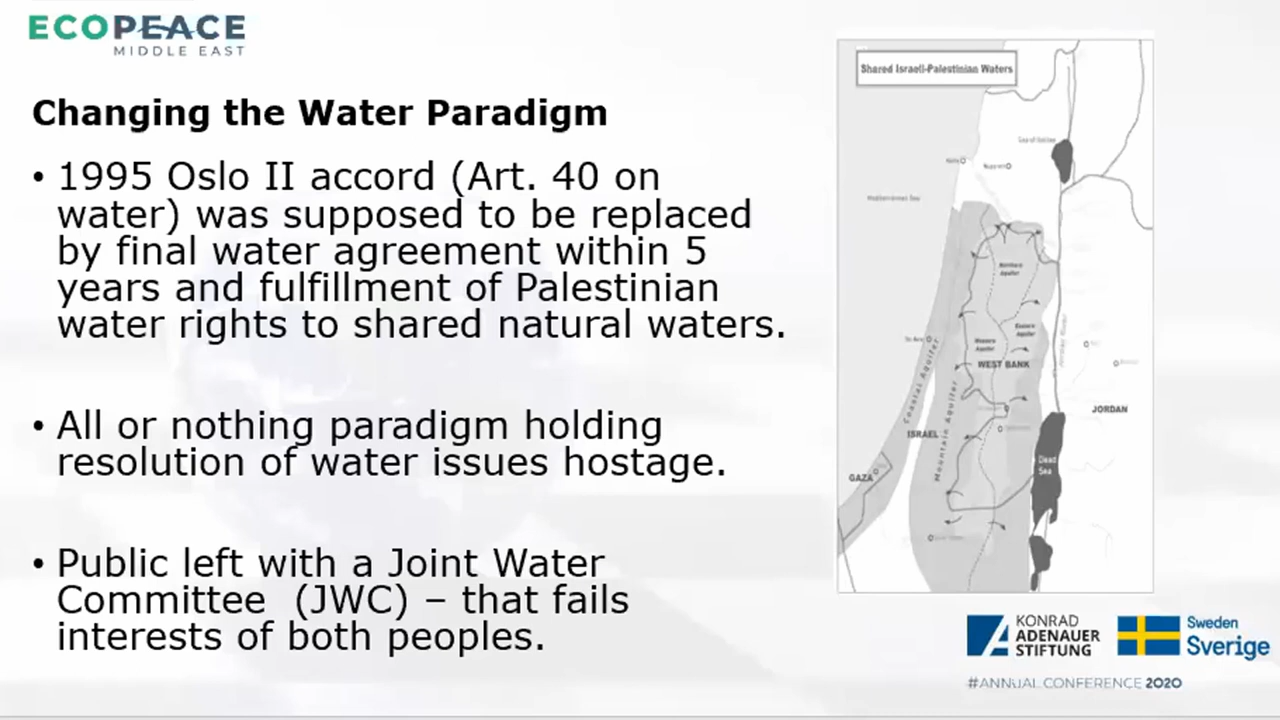 ECOPEACE
MIDDLE EAST
Changing the Water Paradigm
• 1995 Oslo II accord (Art. 40 on
water) was supposed to be replaced
by final water agreement within 5
years and fulfillment of Palestinian
water rights to shared natural waters.
• All or nothing paradigm holding
resolution of water issues hostage.
• Public left with a Joint Water
Committee (JWC) – that fails
interests of both peoples.
Shared Israeli-Palestinian Waters
Sea of Galilee
Mediterranean Sea
Northern
Aquifer
Eastern
Aquifer
Western
Aquifer
WEST BANK
Coastal Aquifer
Mountain Aquifer
Jordan River
JORDAN
ISRAEL
GAZA
Dead
Sea
KONRAD
ADENAUER
STIFTUNG
Sweden
Sverige
#ANNUAL CONFERENCE 2020